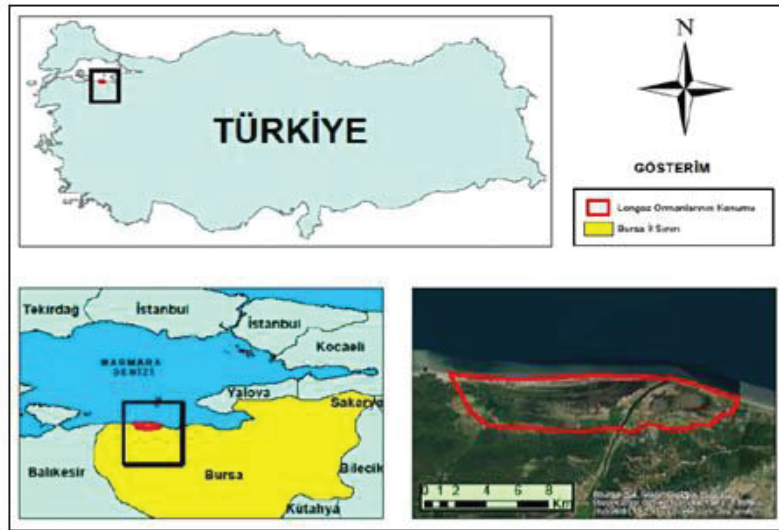 TÜRKİYE
N
GÖSTERİM
Longoz Ormanlarının Konumu
Bursa İl Sınırı
Tekirdağ
İstanbul
İstanbul
Kocaeli
MARMARA
DENİZİ
Yalova
Sakarya
Balıkesir
Bursa
Bilecik
Kütahya
0 1 2 4 6 8
Km